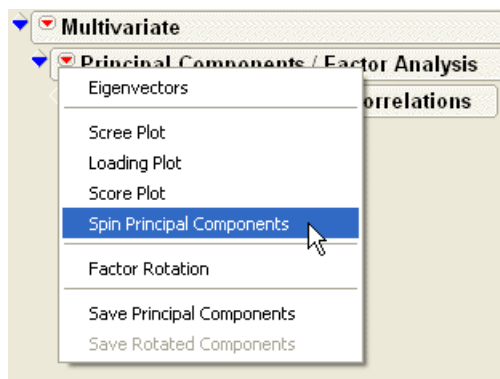 Multivariate
Principal Components / Factor Analysis
orrelations
Eigenvectors
Scree Plot
Loading Plot
Score Plot
Spin Principal Components
Factor Rotation
Save Principal Components
Save Rotated Components